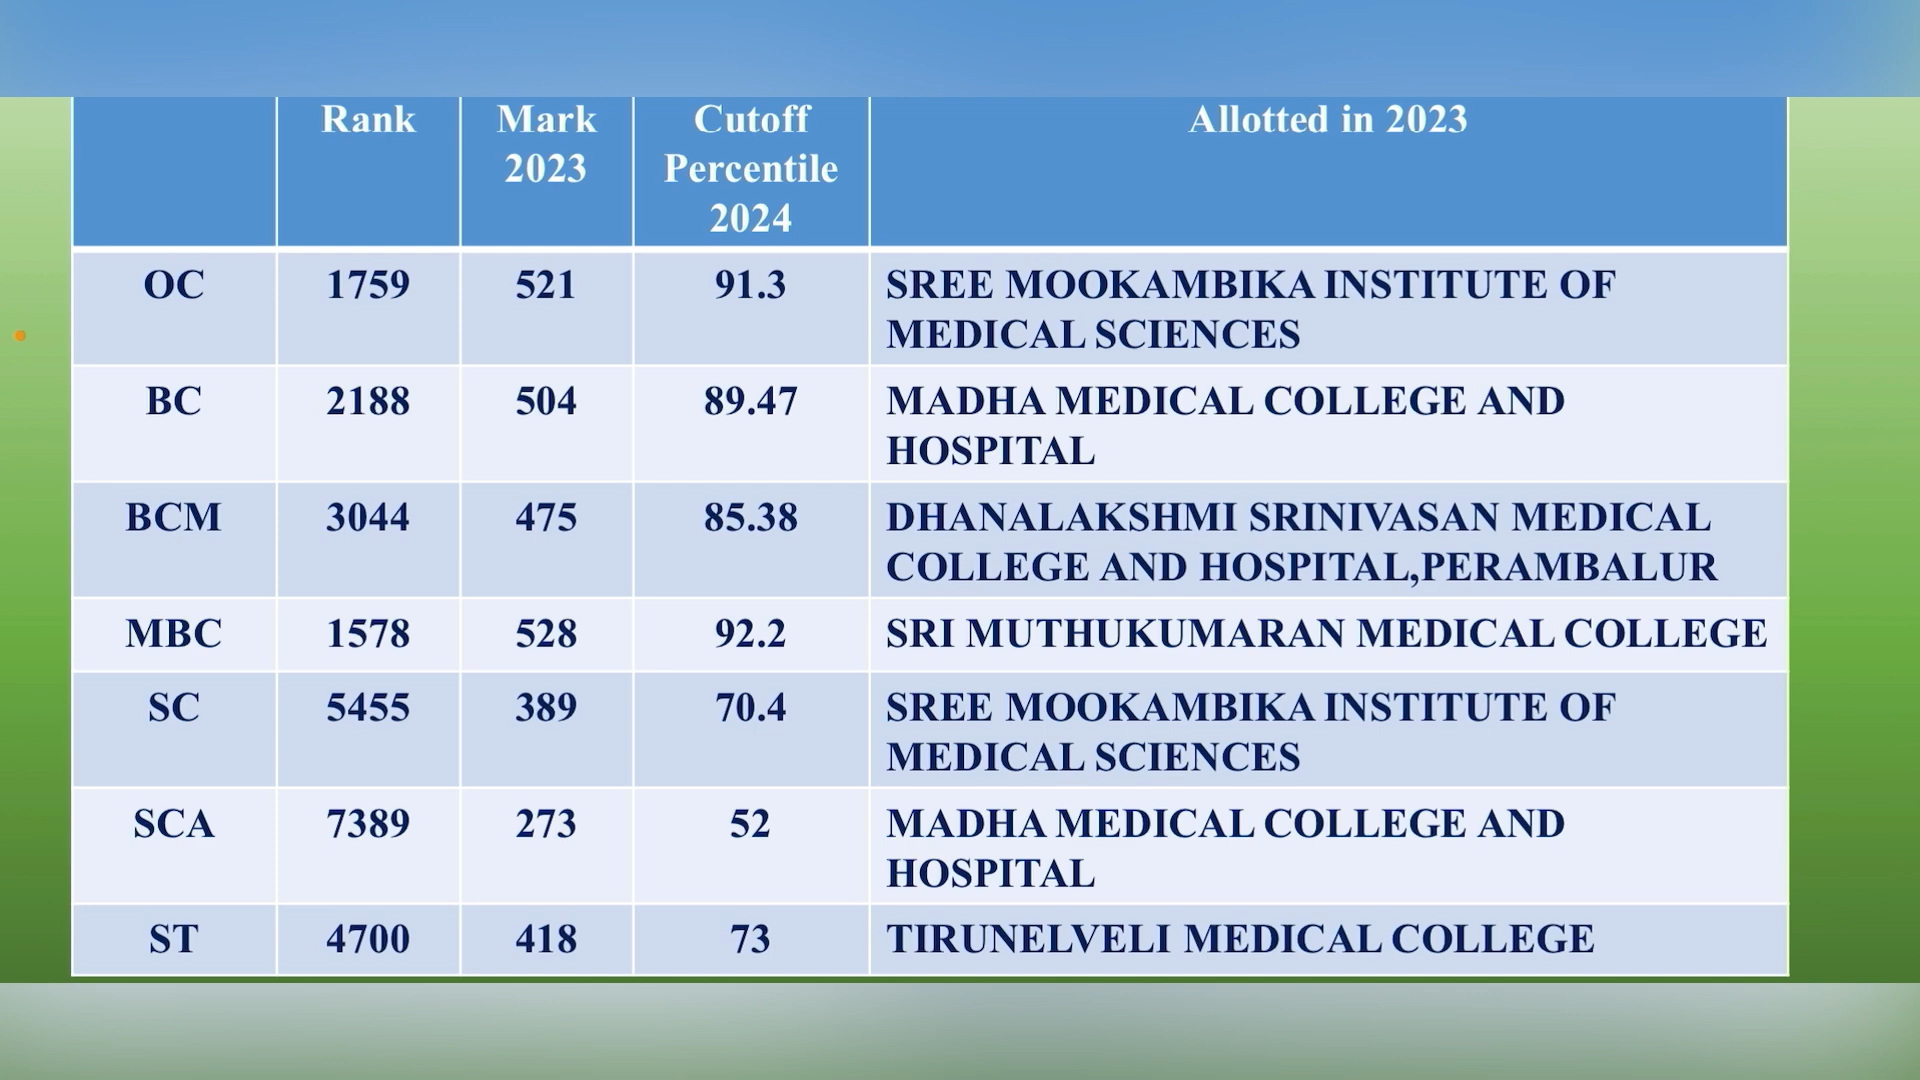 Rank Mark Cutoff Allotted in 2023
2023 Percentile
2024
OC 1759 521 91.3 SREE MOOKAMBIKA INSTITUTE OF
MEDICAL SCIENCES
BC 2188 504 89.47 MADHA MEDICAL COLLEGE AND
HOSPITAL
BCM 3044 475 85.38 DHANALAKSHMI SRINIVASAN MEDICAL
COLLEGE AND HOSPITAL,PERAMBALUR
MBC 1578 528 92.2 SRI MUTHUKUMARAN MEDICAL COLLEGE
SC 5455 389 70.4 SREE MOOKAMBIKA INSTITUTE OF
MEDICAL SCIENCES
SCA 7389 273 52 MADHA MEDICAL COLLEGE AND
HOSPITAL
ST 4700 418 73 TIRUNELVELI MEDICAL COLLEGE